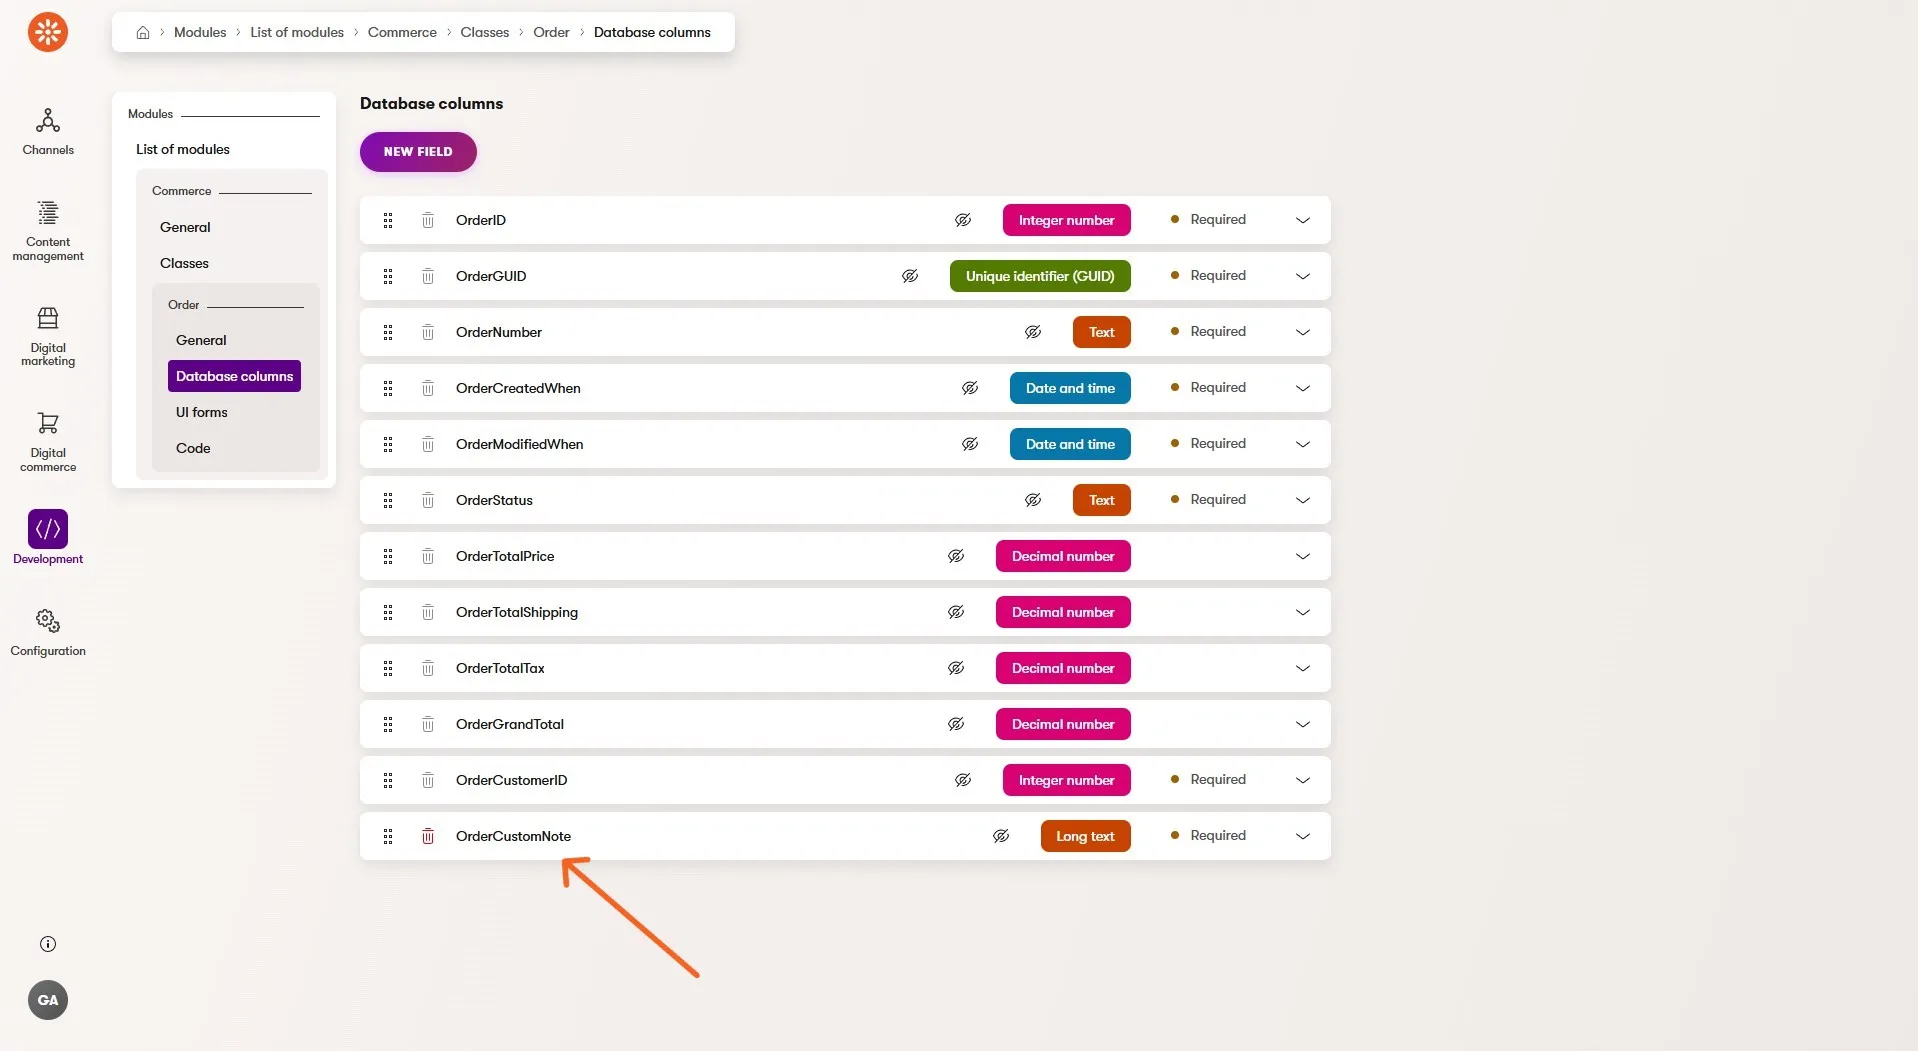 Modules > List of modules > Commerce > Classes > Order > Database columns
Channels
Content
management
Digital
marketing
Digital
commerce
Development
Configuration
GA
Modules
List of modules
Commerce
General
Classes
Order
General
Database columns
UI forms
Code
Database columns
NEW FIELD
OrderID Integer number Required
OrderGUID Unique identifier (GUID) Required
OrderNumber Text Required
OrderCreatedWhen Date and time Required
OrderModifiedWhen Date and time Required
OrderStatus Text Required
OrderTotalPrice Decimal number
OrderTotalShipping Decimal number
OrderTotalTax Decimal number
OrderGrandTotal Decimal number
OrderCustomerID Integer number Required
OrderCustomNote Long text Required